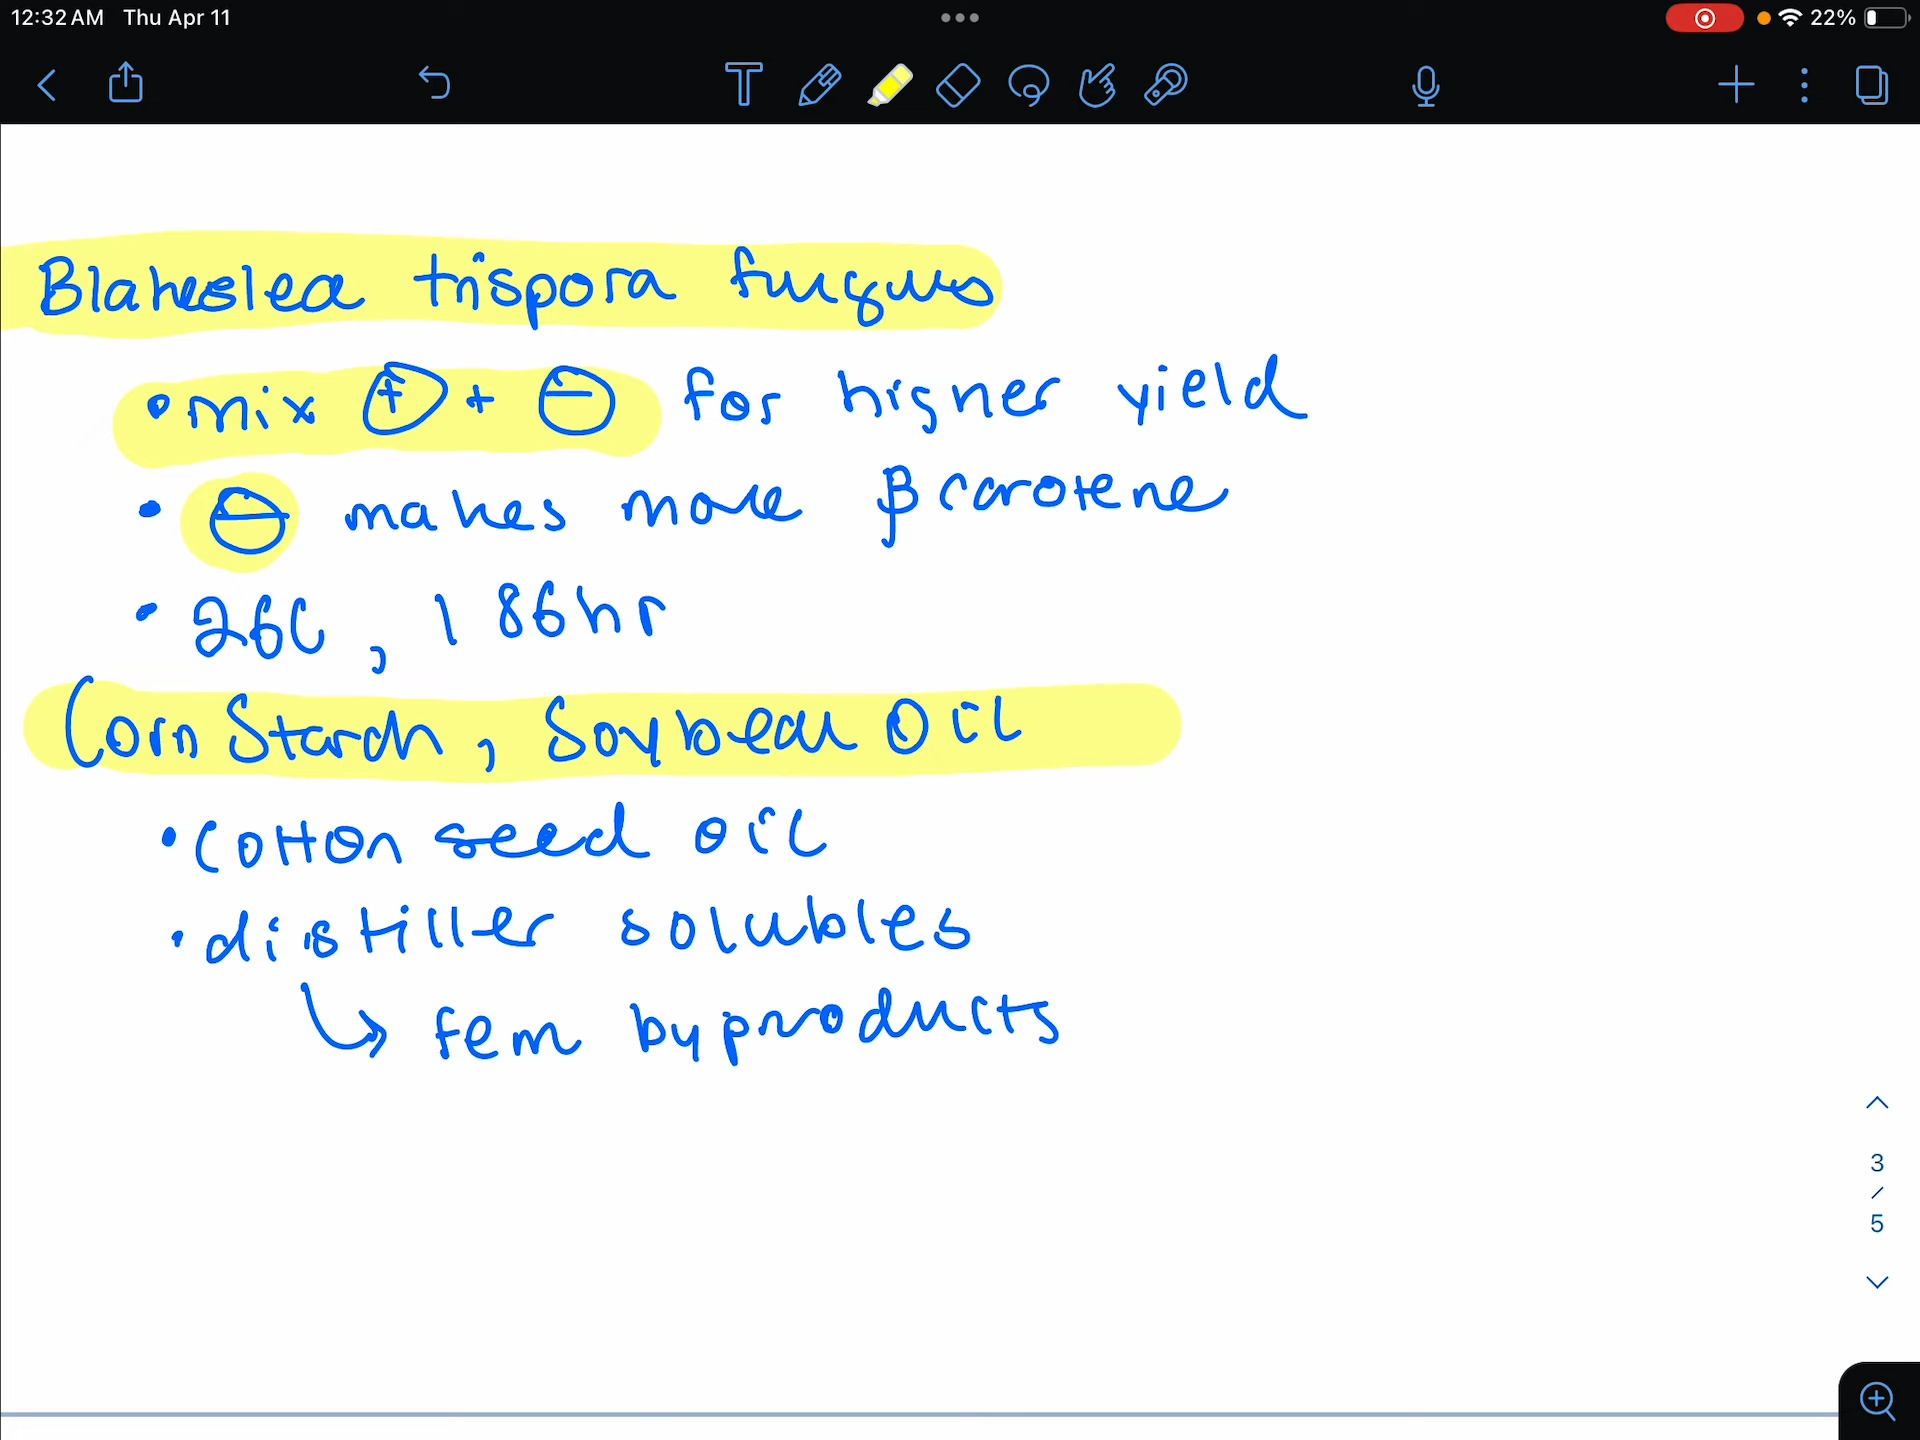 12:32 AM Thu Apr 11
22%
Blakeslea trispora fungus
• mix ⊕ + ⊖ for higher yield
• ⊖ makes more β carotene
• 26C, 186hr
Corn Starch, Soybean Oil
• cotton seed oil
• distiller solubles
↳ fem byproducts
3
/
5